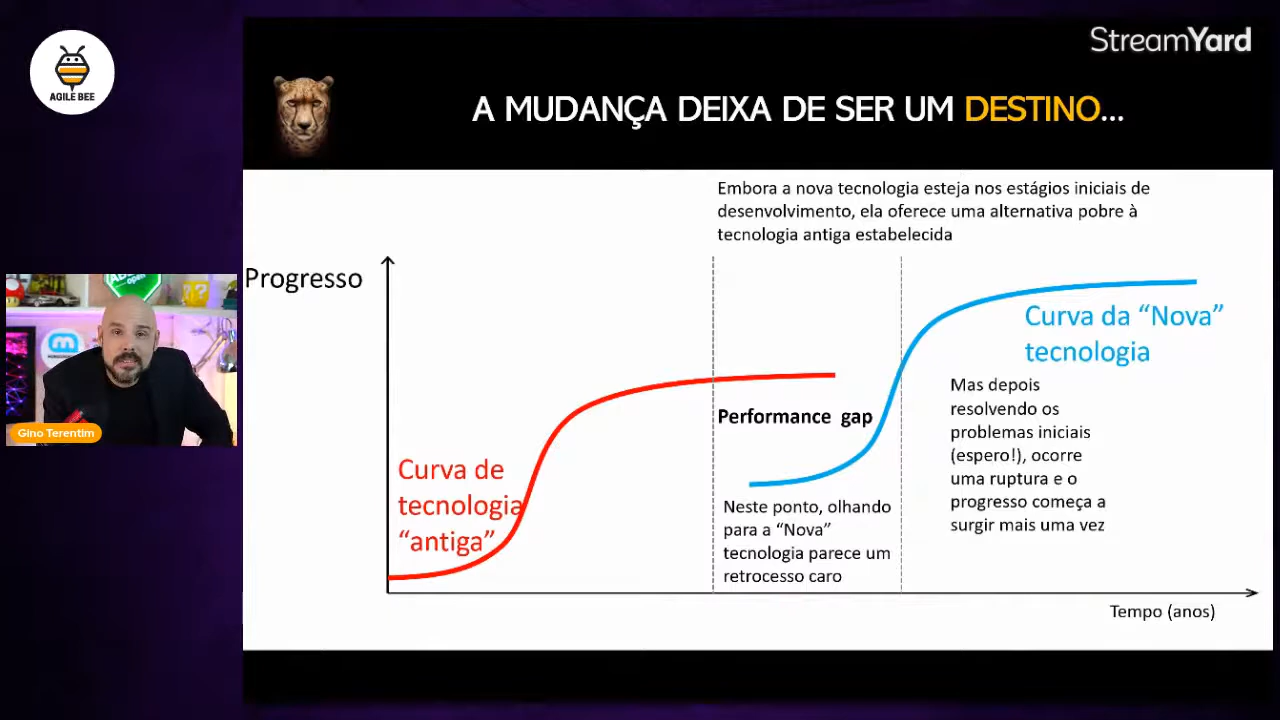 StreamYard
AGILE BEE
A MUDANÇA DEIXA DE SER UM DESTINO...
Embora a nova tecnologia esteja nos estágios iniciais de
desenvolvimento, ela oferece uma alternativa pobre à
tecnologia antiga estabelecida
Progresso
Curva da “Nova”
tecnologia
Mas depois
resolvendo os
problemas iniciais
(espero!), ocorre
uma ruptura e o
progresso começa a
surgir mais uma vez
Performance gap
Curva de
tecnologia
“antiga”
Neste ponto, olhando
para a “Nova”
tecnologia parece um
retrocesso caro
Tempo (anos)
Gino Terentim